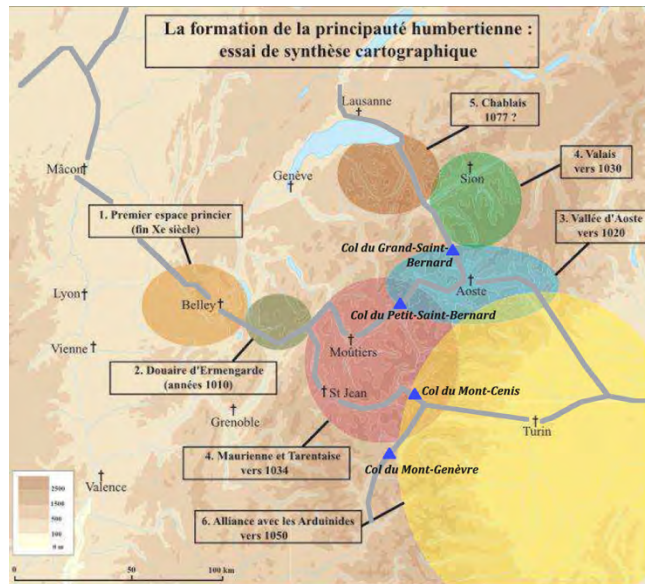 La formation de la principauté humbertienne :
essai de synthèse cartographique
Lausanne
5. Chablais
1077 ?
Mâcon
Genève
Sion
4. Valais
vers 1030
1. Premier espace princier
(fin Xe siècle)
3. Vallée d'Aoste
vers 1020
Col du Grand-Saint-
Bernard
Lyon
Belley
Aoste
Col du Petit-Saint-Bernard
Vienne
Moûtiers
2. Douaire d'Ermengarde
(années 1010)
St Jean
Col du Mont-Cenis
Grenoble
Turin
4. Maurienne et Tarentaise
vers 1034
Col du Mont-Genèvre
Valence
2500
1500
500
100
0 m
6. Alliance avec les Arduinides
vers 1050
0
50
100 km